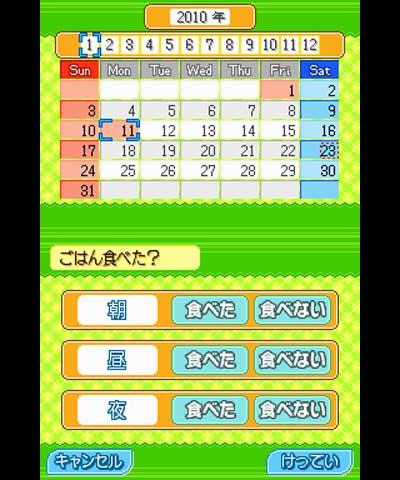 2010 年
1 2 3 4 5 6 7 8 9 10 11 12
Sun Mon Tue Wed Thu Fri Sat
1 2
3 4 5 6 7 8 9
10 11 12 13 14 15 16
17 18 19 20 21 22 23
24 25 26 27 28 29 30
31
ごはん食べた?
朝 食べた 食べない
昼 食べた 食べない
夜 食べた 食べない
キャンセル けってい